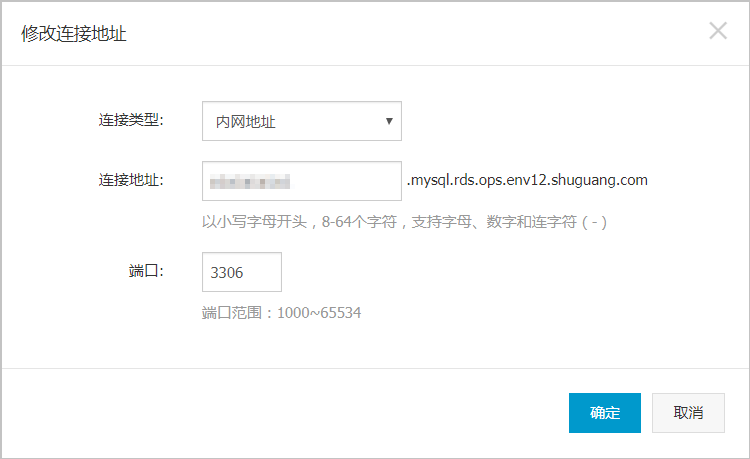 修改连接地址
连接类型: 内网地址
连接地址: .mysql.rds.ops.env12.shuguang.com
以小写字母开头，8-64个字符，支持字母、数字和连字符 ( - )
端口: 3306
端口范围：1000~65534
确定 取消